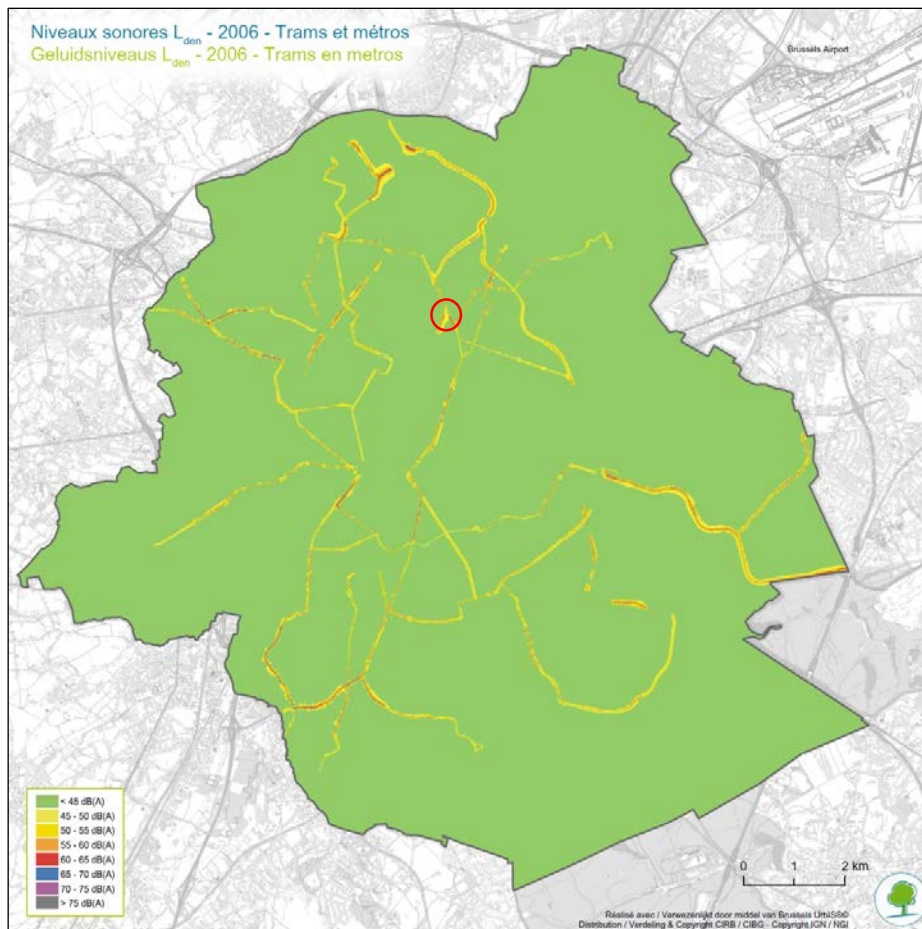 Niveaux sonores Lden - 2006 - Trams et métros
Geluidsniveaus Lden - 2006 - Trams en metros
Brussels Airport
< 45 dB(A)
45 - 50 dB(A)
50 - 55 dB(A)
55 - 60 dB(A)
60 - 65 dB(A)
65 - 70 dB(A)
70 - 75 dB(A)
> 75 dB(A)
0 1 2 km
Réalisé avec / Verwezenlijkt door middel van Brussels UrbIS®©
Distribution / Verdeling & Copyright CIRB / CIBG - Copyright IGN / NGI